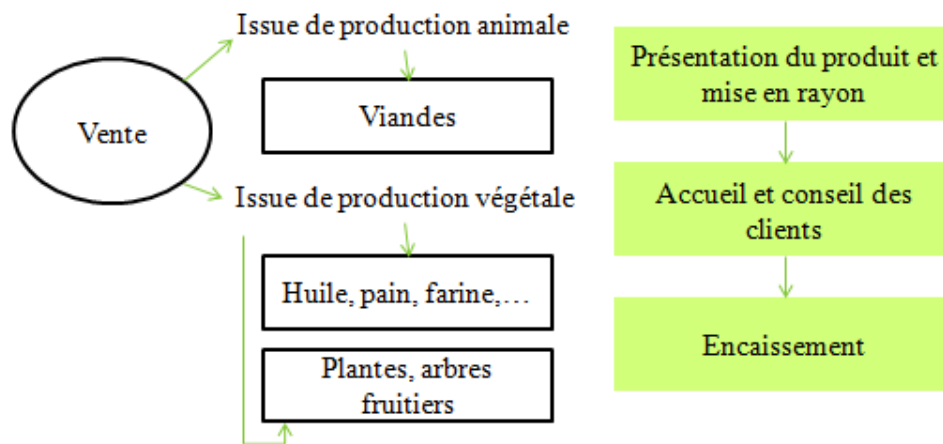 Issue de production animale
Viandes
Vente
Issue de production végétale
Huile, pain, farine,…
Plantes, arbres
fruitiers
Présentation du produit et
mise en rayon
Accueil et conseil des
clients
Encaissement